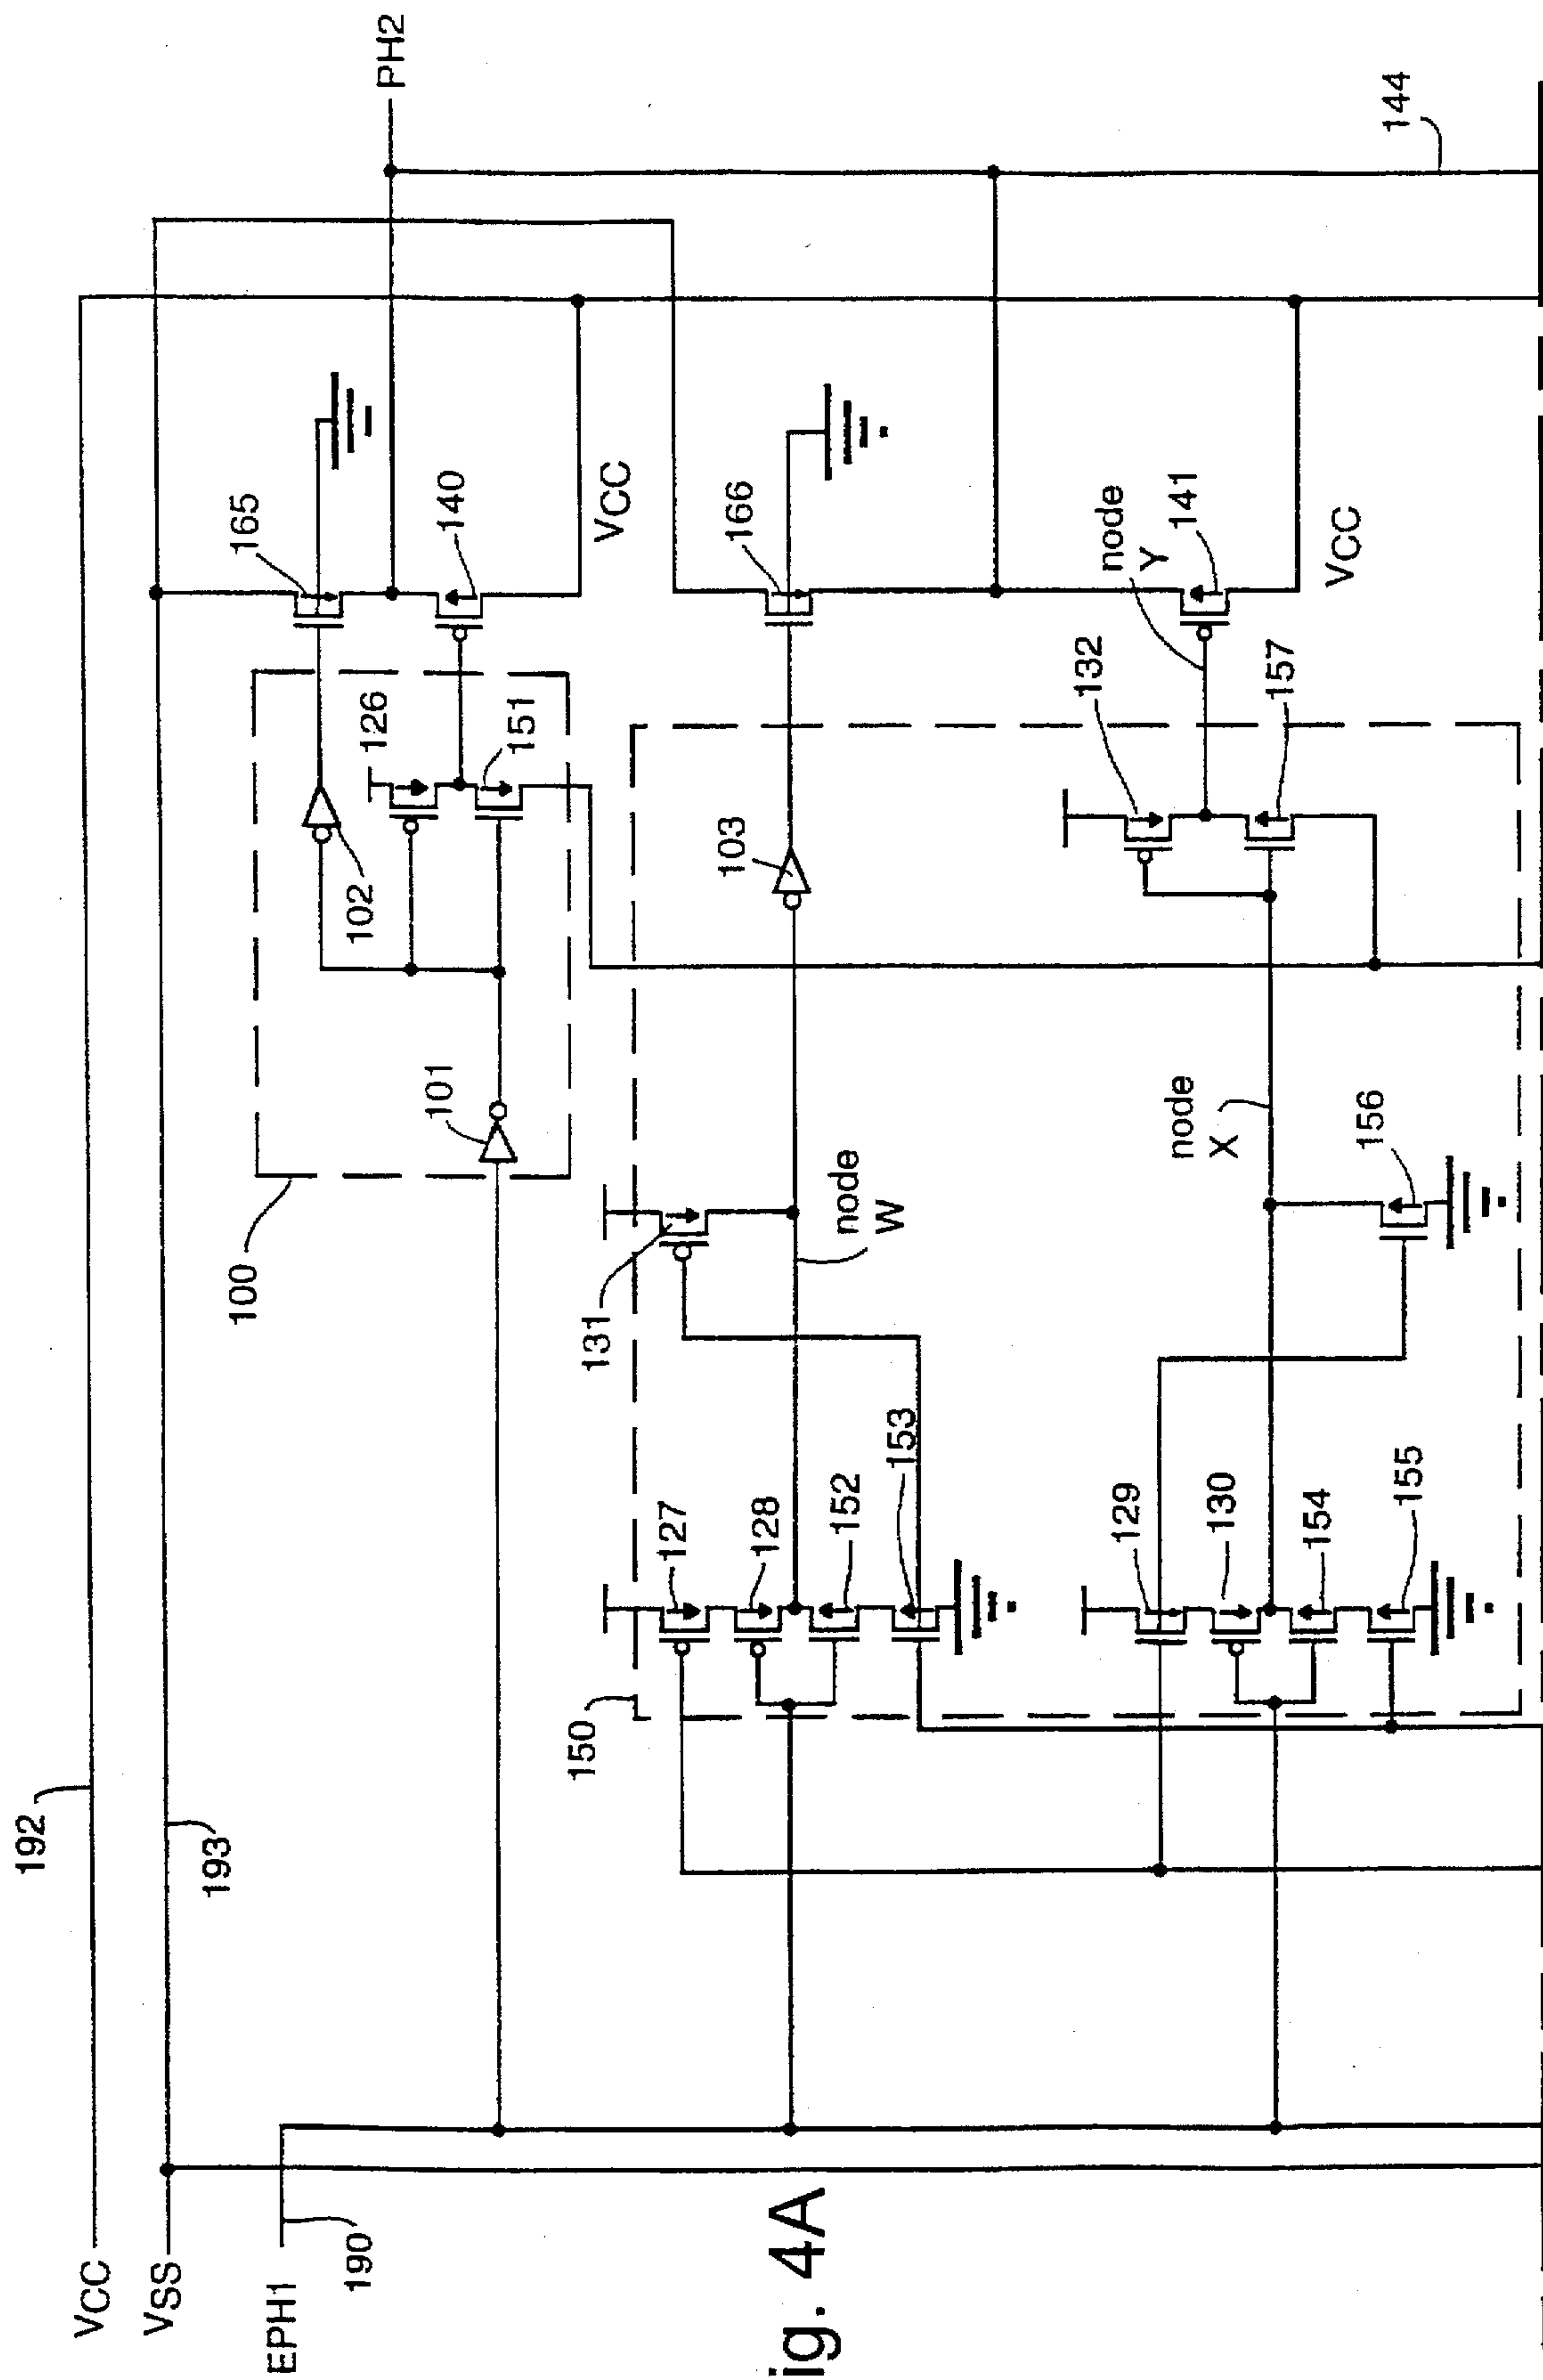 VCC
192
VSS
193
EPH1
190
PH2
165
100
102
126
101
140
151
VCC
144
150
127
131
103
166
128
node
W
152
153
132
node
Y
129
node
X
141
157
130
154
156
155
VCC
ig. 4A